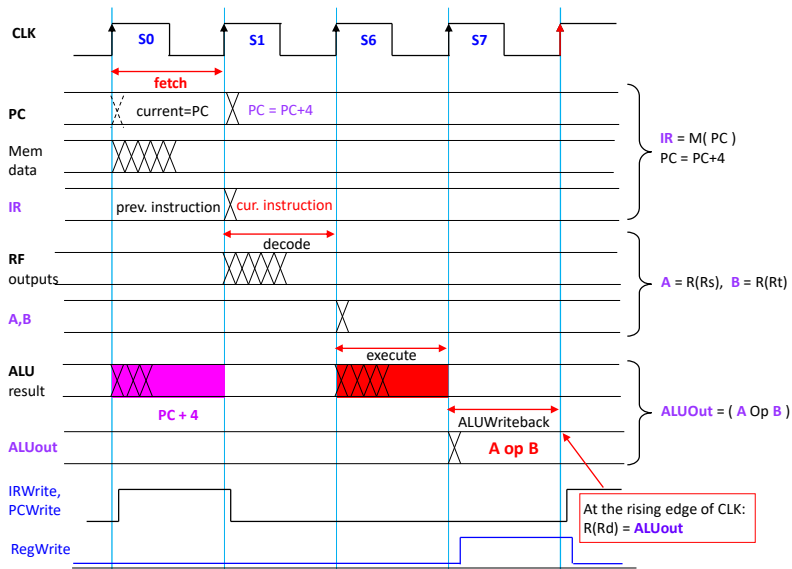 CLK
S0
S1
S6
S7
fetch
PC
current=PC
PC = PC+4
Mem
data
IR = M( PC )
PC = PC+4
IR
prev. instruction
cur. instruction
decode
RF
outputs
A = R(Rs),  B = R(Rt)
A,B
execute
ALU
result
PC + 4
ALUOut = ( A Op B )
ALUWriteback
ALUout
A op B
IRWrite,
PCWrite
At the rising edge of CLK:
R(Rd) = ALUout
RegWrite